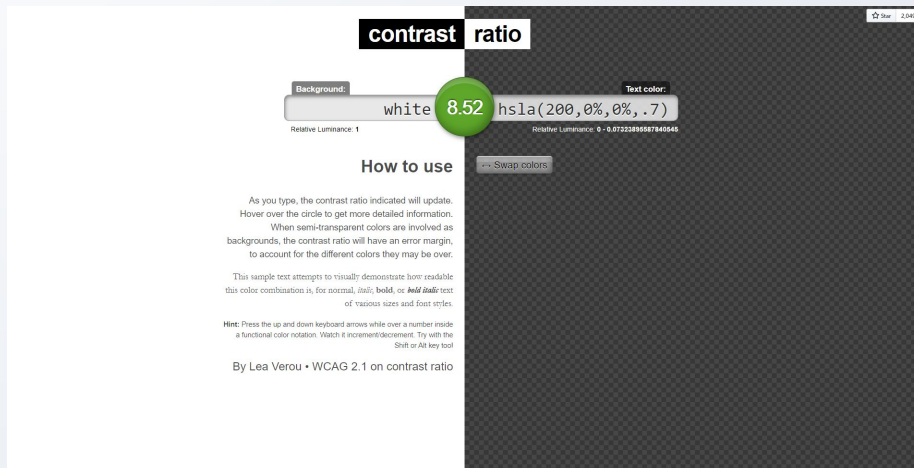 contrast ratio
Star 2,049
Background:
Text color:
white 8.52 hsla(200,0%,0%,.7)
Relative Luminance: 1
Relative Luminance: 0 - 0.07323895587840545
How to use
↔ Swap colors
As you type, the contrast ratio indicated will update.
Hover over the circle to get more detailed information.
When semi-transparent colors are involved as
backgrounds, the contrast ratio will have an error margin,
to account for the different colors they may be over.
This sample text attempts to visually demonstrate how readable
this color combination is, for normal, italic, bold, or bold italic text
of various sizes and font styles.
Hint: Press the up and down keyboard arrows while over a number inside
a functional color notation. Watch it increment/decrement. Try with the
Shift or Alt key too!
By Lea Verou • WCAG 2.1 on contrast ratio